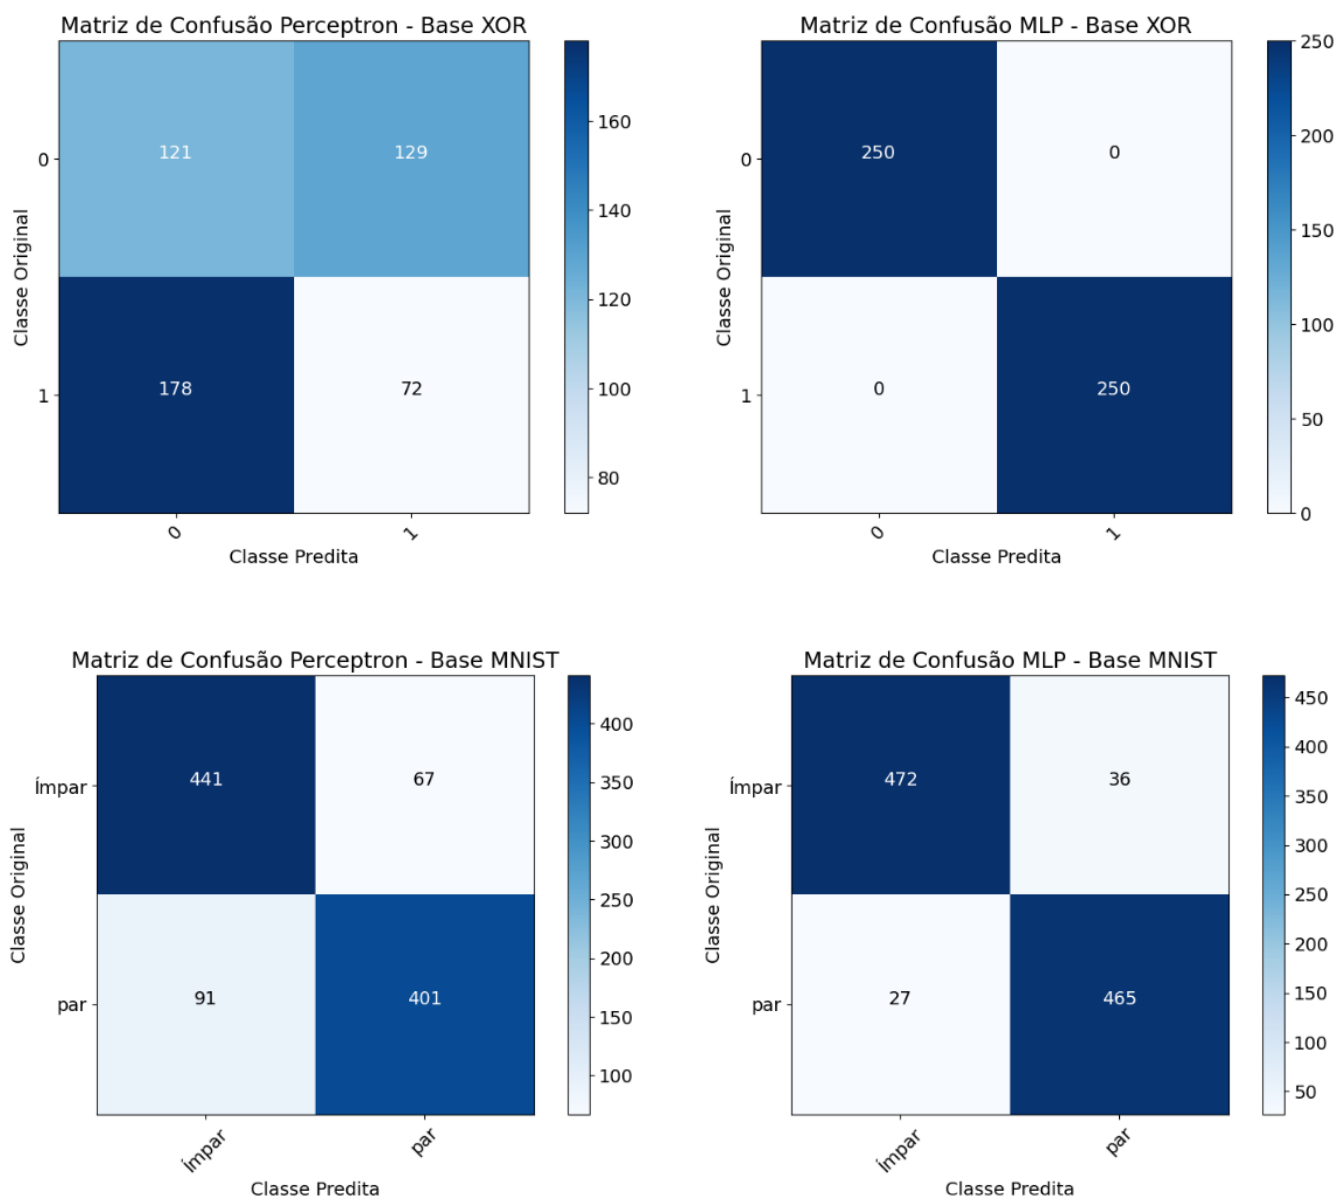 Matriz de Confusão Perceptron - Base XOR
Classe Original
0
1
121
129
178
72
0
1
Classe Predita
160
140
120
100
80
Matriz de Confusão MLP - Base XOR
Classe Original
0
1
250
0
0
250
0
1
Classe Predita
250
200
150
100
50
0
Matriz de Confusão Perceptron - Base MNIST
Classe Original
Ímpar
par
441
67
91
401
Ímpar
par
Classe Predita
400
350
300
250
200
150
100
Matriz de Confusão MLP - Base MNIST
Classe Original
Ímpar
par
472
36
27
465
Ímpar
par
Classe Predita
450
400
350
300
250
200
150
100
50